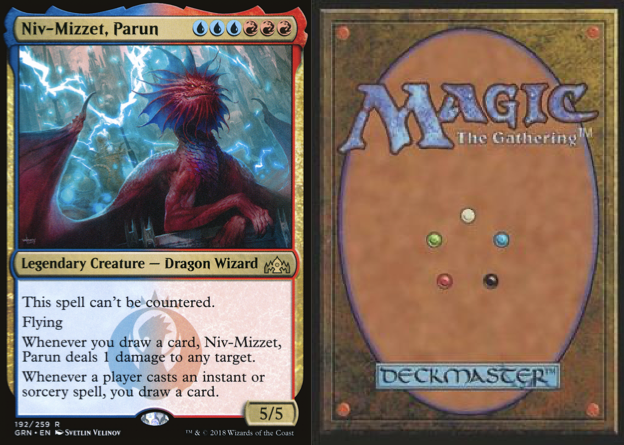 Niv-Mizzet, Parun
Legendary Creature — Dragon Wizard
This spell can't be countered.
Flying
Whenever you draw a card, Niv-Mizzet,
Parun deals 1 damage to any target.
Whenever a player casts an instant or
sorcery spell, you draw a card.
5/5
192/259 R
GRN • EN Svetlin Velinov
™ & © 2018 Wizards of the Coast
MAGIC
The Gathering™
DECKMASTER™